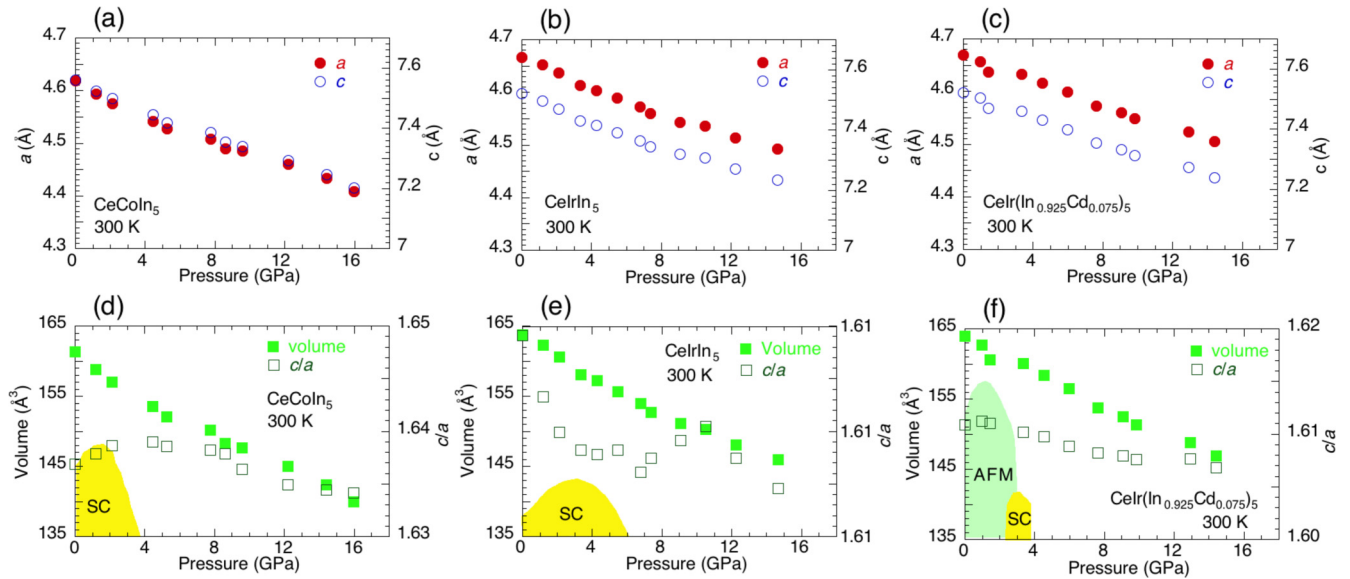 (a)
4.7
4.6
4.5
4.4
4.3
a (Å)
a
c
7.6
7.4
7.2
7
c (Å)
CeCoIn5
300 K
0 4 8 12 16
Pressure (GPa)
(b)
4.7
4.6
4.5
4.4
4.3
a (Å)
a
c
7.6
7.4
7.2
7
c (Å)
CeIrIn5
300 K
0 4 8 12 16
Pressure (GPa)
(c)
4.7
4.6
4.5
4.4
4.3
a (Å)
a
c
7.6
7.4
7.2
7
c (Å)
CeIr(In0.925Cd0.075)5
300 K
0 4 8 12 16
Pressure (GPa)
(d)
165
155
145
135
Volume (Å3)
volume
c/a
CeCoIn5
300 K
SC
1.65
1.64
1.63
c/a
0 4 8 12 16
Pressure (GPa)
(e)
165
155
145
135
Volume (Å3)
CeIrIn5
300 K
Volume
c/a
SC
1.61
1.61
1.61
c/a
0 4 8 12 16
Pressure (GPa)
(f)
165
155
145
135
Volume (Å3)
volume
c/a
AFM
SC
CeIr(In0.925Cd0.075)5
300 K
1.62
1.61
1.60
c/a
0 4 8 12 16
Pressure (GPa)